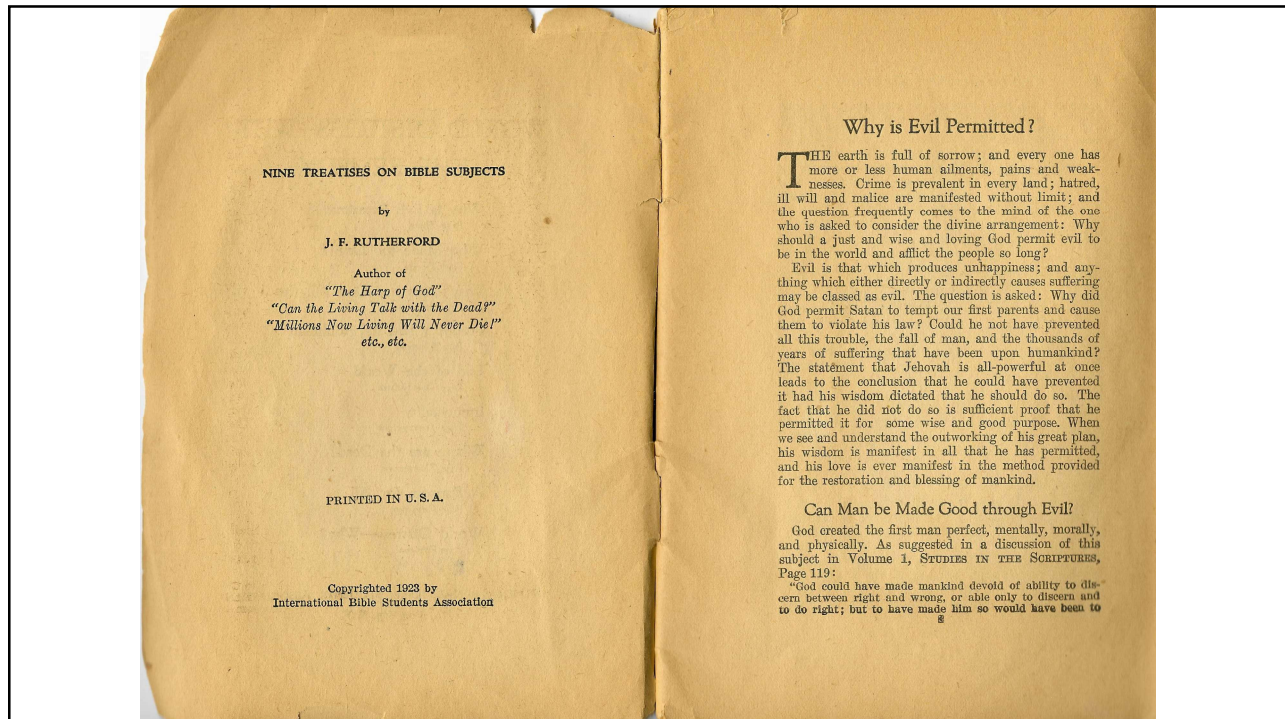 NINE TREATISES ON BIBLE SUBJECTS
by
J. F. RUTHERFORD
Author of
"The Harp of God"
"Can the Living Talk with the Dead?"
"Millions Now Living Will Never Die!"
etc., etc.
PRINTED IN U. S. A.
Copyrighted 1923 by
International Bible Students Association
Why is Evil Permitted?
THE earth is full of sorrow; and every one has
more or less human ailments, pains and weak-
nesses. Crime is prevalent in every land; hatred,
ill will and malice are manifested without limit; and
the question frequently comes to the mind of the one
who is asked to consider the divine arrangement: Why
should a just and wise and loving God permit evil to
be in the world and afflict the people so long?
Evil is that which produces unhappiness; and any-
thing which either directly or indirectly causes suffering
may be classed as evil. The question is asked: Why did
God permit Satan to tempt our first parents and cause
them to violate his law? Could he not have prevented
all this trouble, the fall of man, and the thousands of
years of suffering that have been upon humankind?
The statement that Jehovah is all-powerful at once
leads to the conclusion that he could have prevented
it had his wisdom dictated that he should do so. The
fact that he did not do so is sufficient proof that he
permitted it for some wise and good purpose. When
we see and understand the outworking of his great plan,
his wisdom is manifest in all that he has permitted,
and his love is ever manifest in the method provided
for the restoration and blessing of mankind.
Can Man be Made Good through Evil?
God created the first man perfect, mentally, morally,
and physically. As suggested in a discussion of this
subject in Volume 1, STUDIES IN THE SCRIPTURES,
Page 119:
"God could have made mankind devoid of ability to dis-
cern between right and wrong, or able only to discern and
to do right; but to have made him so would have been to